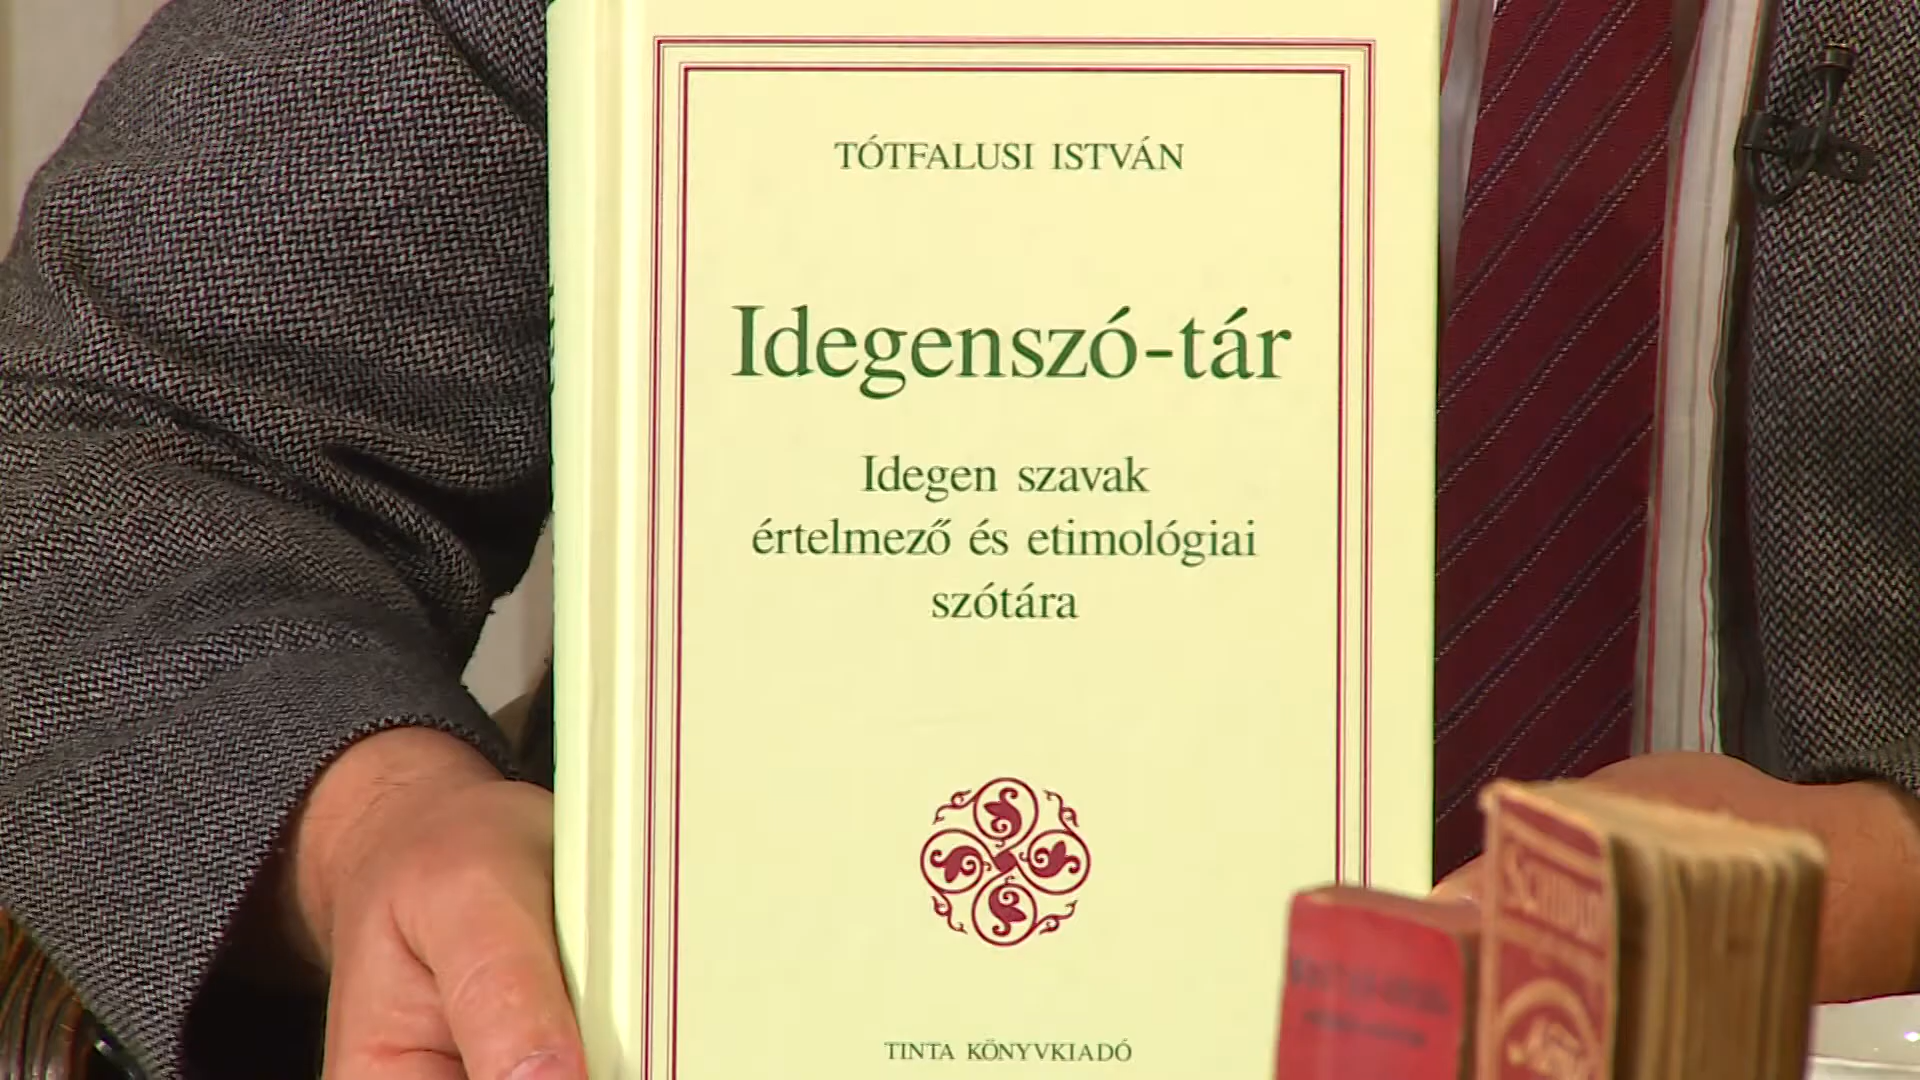 TÓTFALUSI ISTVÁN
Idegenszó-tár
Idegen szavak
értelmező és etimológiai
szótára
TINTA KÖNYVKIADÓ